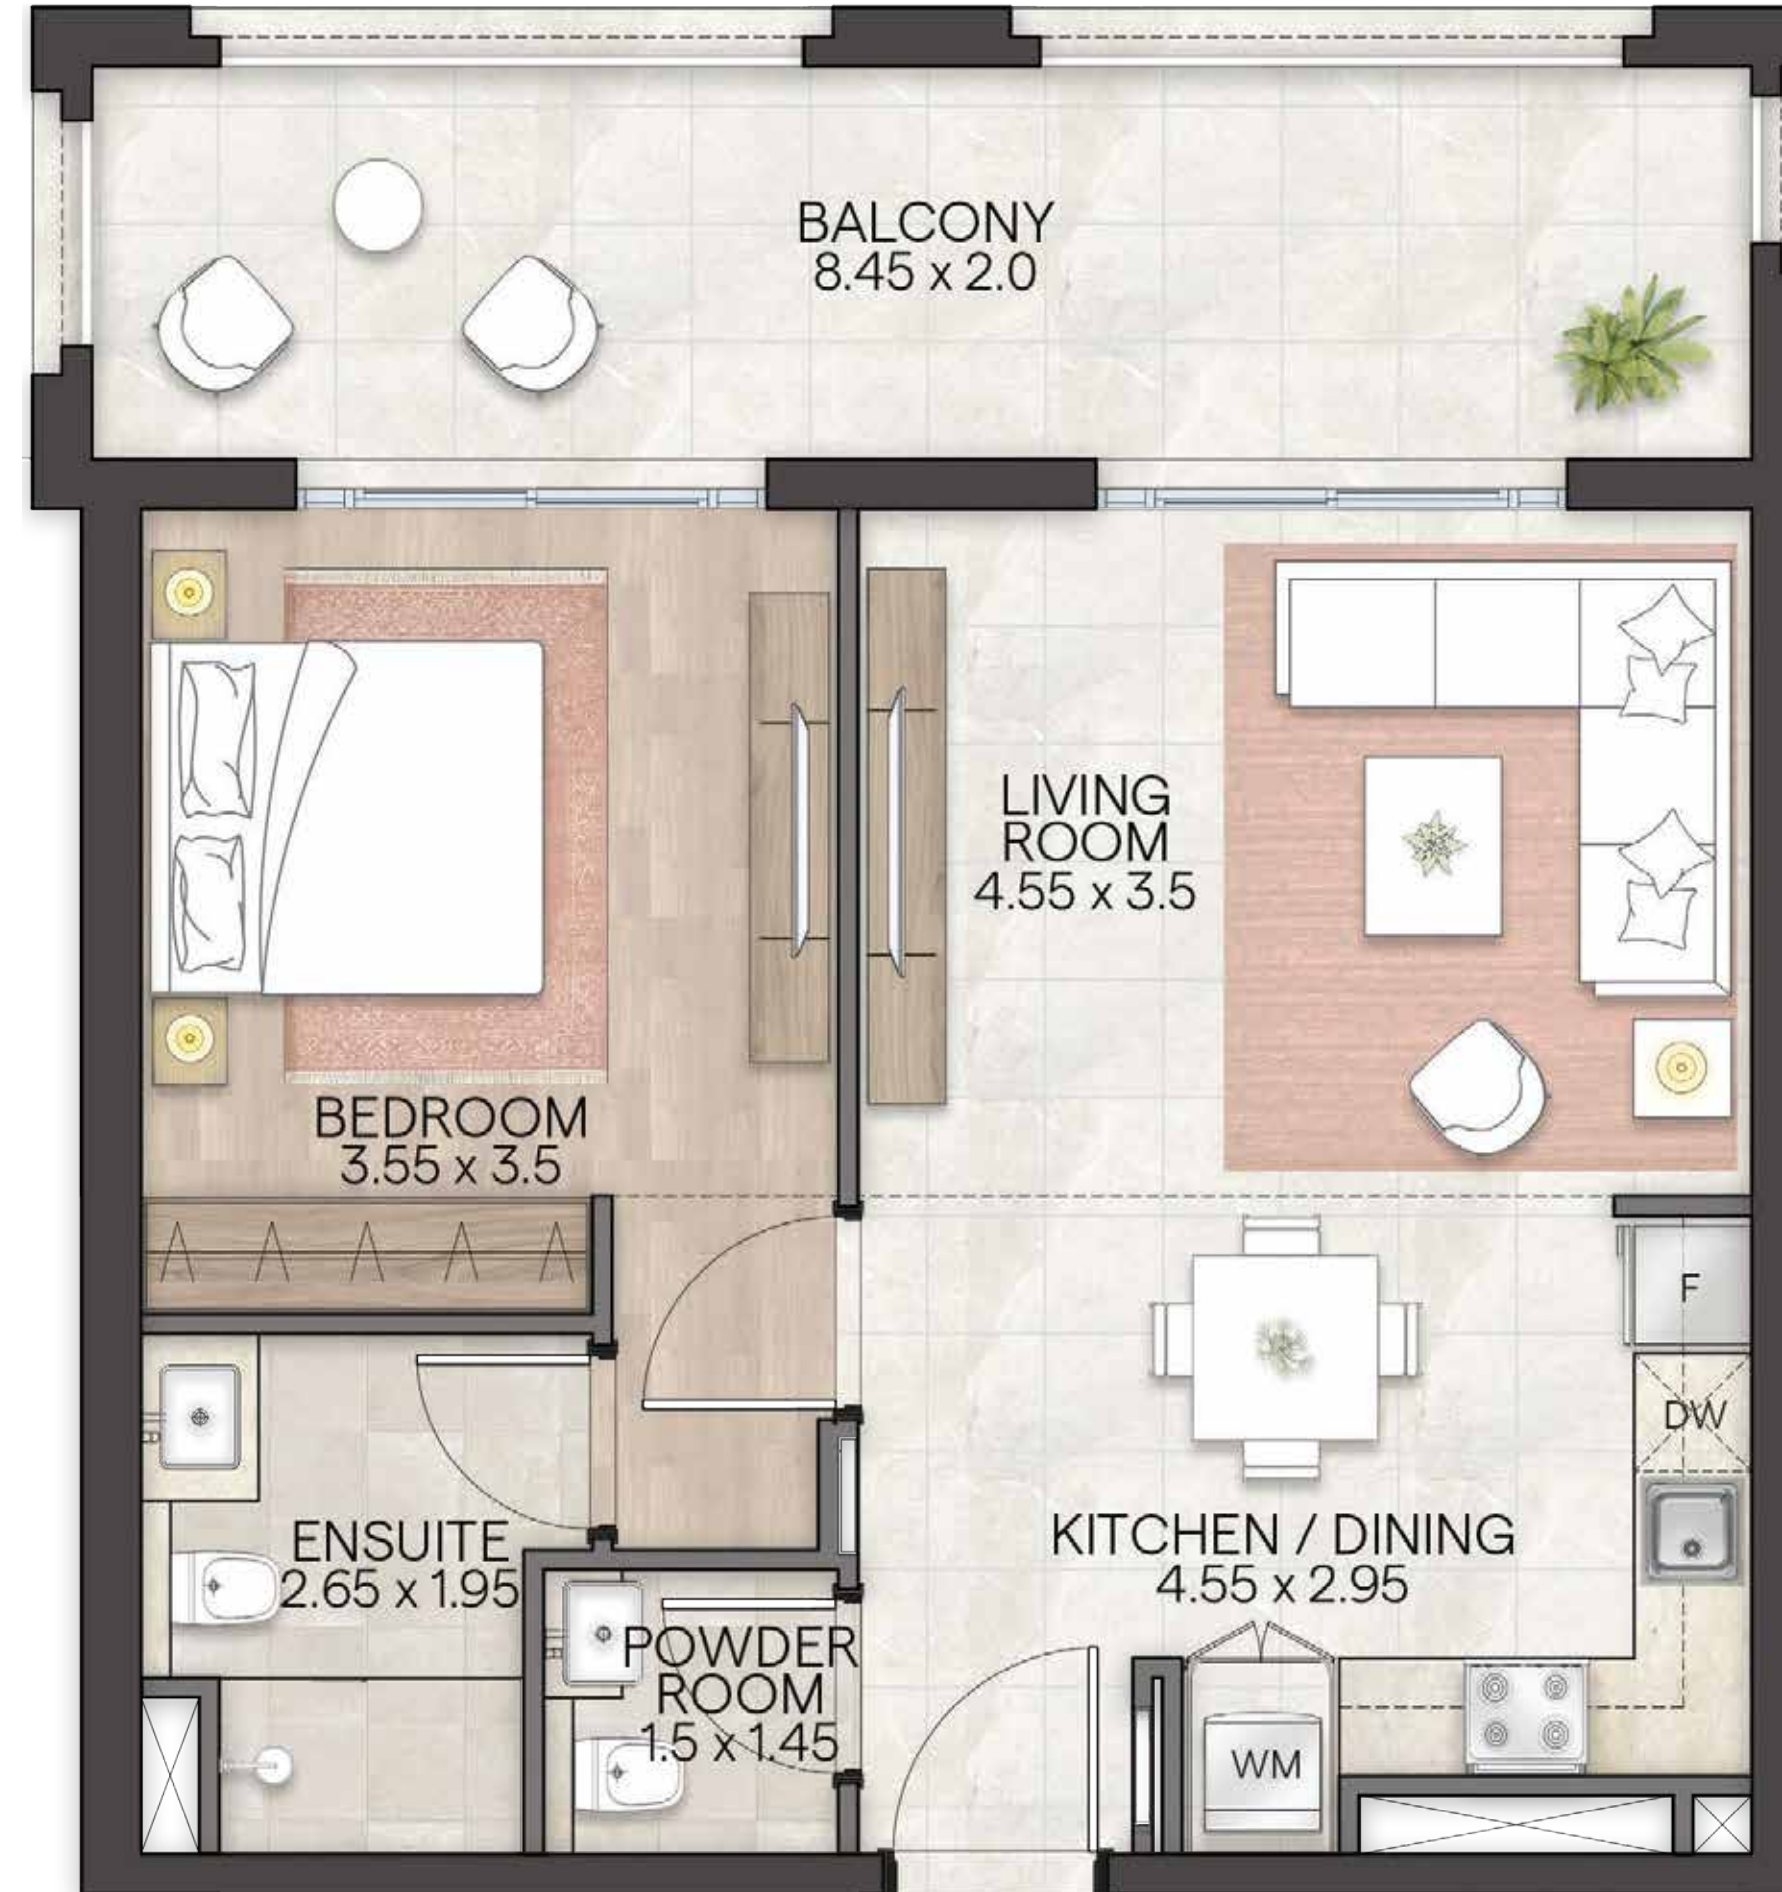 BALCONY
8.45 x 2.0
LIVING
ROOM
4.55 x 3.5
BEDROOM
3.55 x 3.5
F
DW
KITCHEN / DINING
4.55 x 2.95
ENSUITE
2.65 x 1.95
POWDER
ROOM
1.5 x 1.45
WM